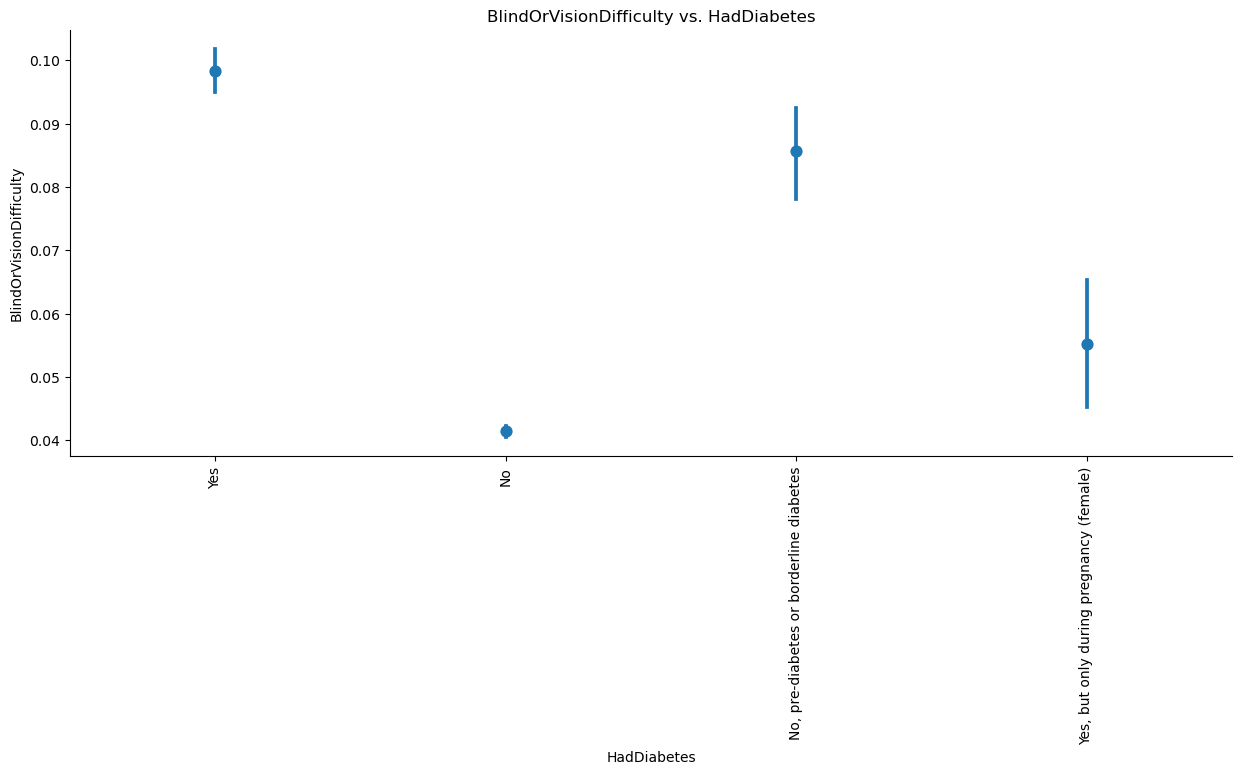 BlindOrVisionDifficulty vs. HadDiabetes
BlindOrVisionDifficulty
0.10
0.09
0.08
0.07
0.06
0.05
0.04
Yes
No
No, pre-diabetes or borderline diabetes
Yes, but only during pregnancy (female)
HadDiabetes